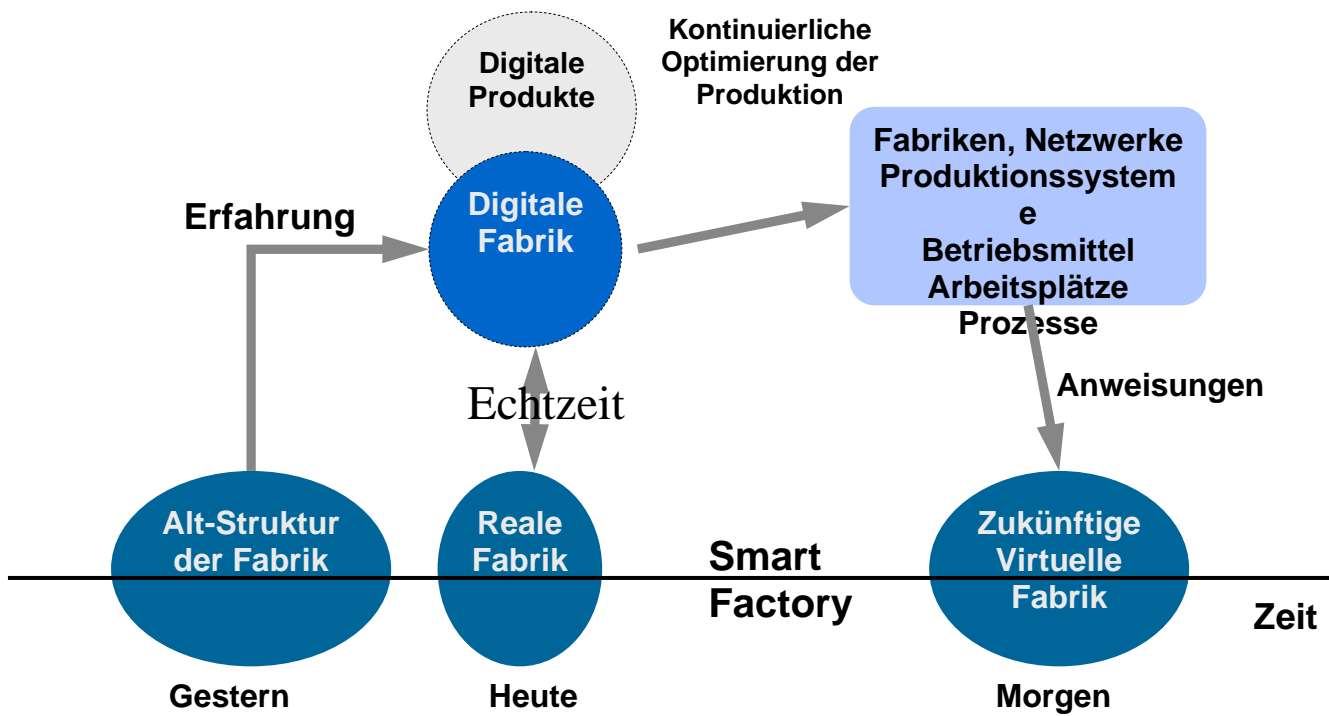 Digitale
Produkte
Kontinuierliche
Optimierung der
Produktion
Fabriken, Netzwerke
Produktionssystem
e
Betriebsmittel
Arbeitsplätze
Prozesse
Erfahrung
Digitale
Fabrik
Echtzeit
Anweisungen
Alt-Struktur
der Fabrik
Reale
Fabrik
Smart
Factory
Zukünftige
Virtuelle
Fabrik
Zeit
Gestern
Heute
Morgen